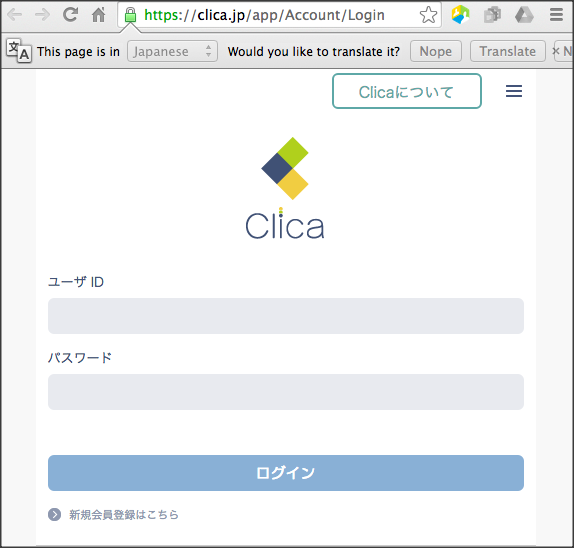 https://clica.jp/app/Account/Login
This page is in Japanese Would you like to translate it? Nope Translate N
Clicaについて
Clica
ユーザ ID
パスワード
ログイン
新規会員登録はこちら